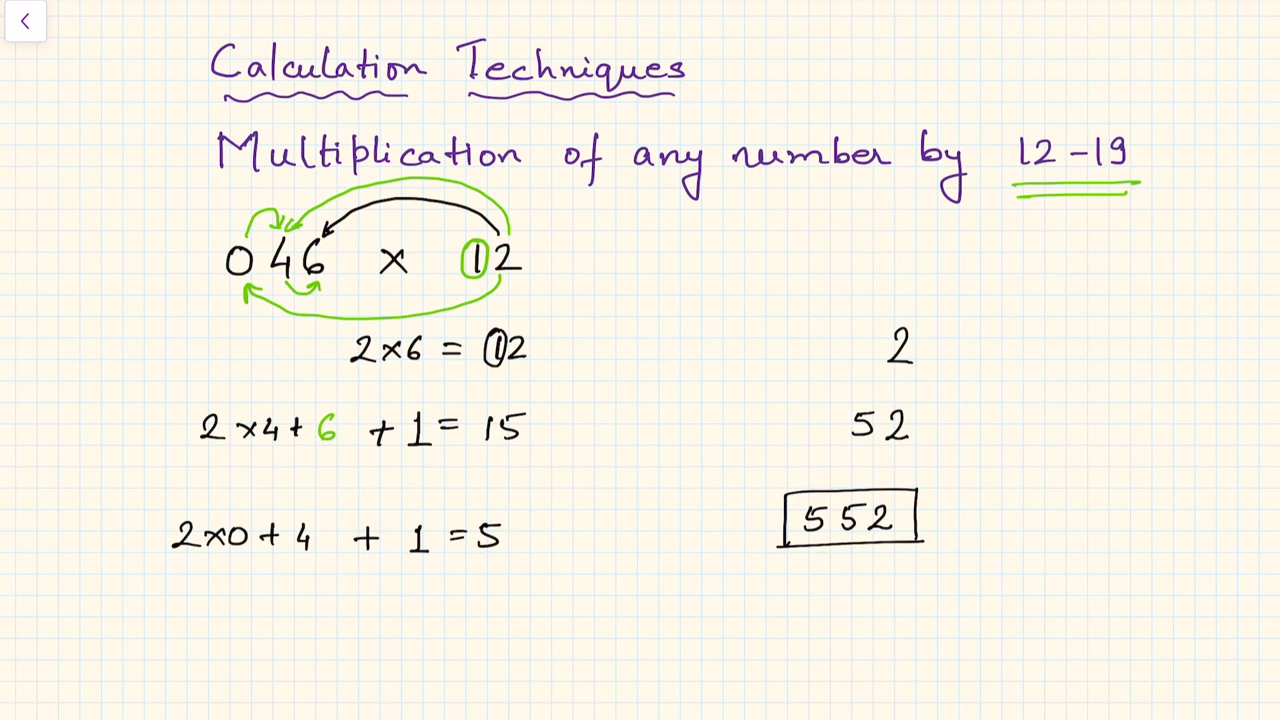 Calculation Techniques
Multiplication of any number by 12-19
046 × 12
2×6 = 12 2
2×4+6 +1= 15 52
2×0+4 + 1 =5 552